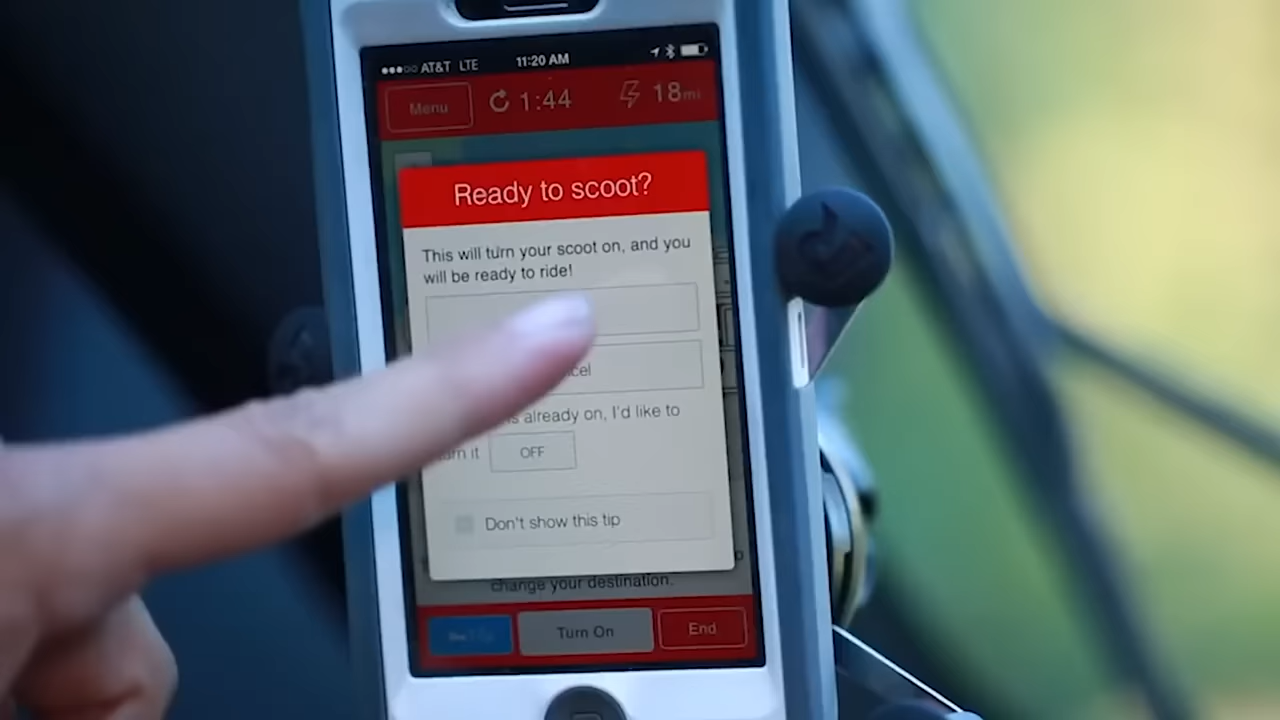 AT&T LTE 11:20 AM
Menu 1:44 18mi
Ready to scoot?
This will turn your scoot on, and you
will be ready to ride!
already on, I'd like to
it OFF
Don't show this tip
change your destination.
Turn On End